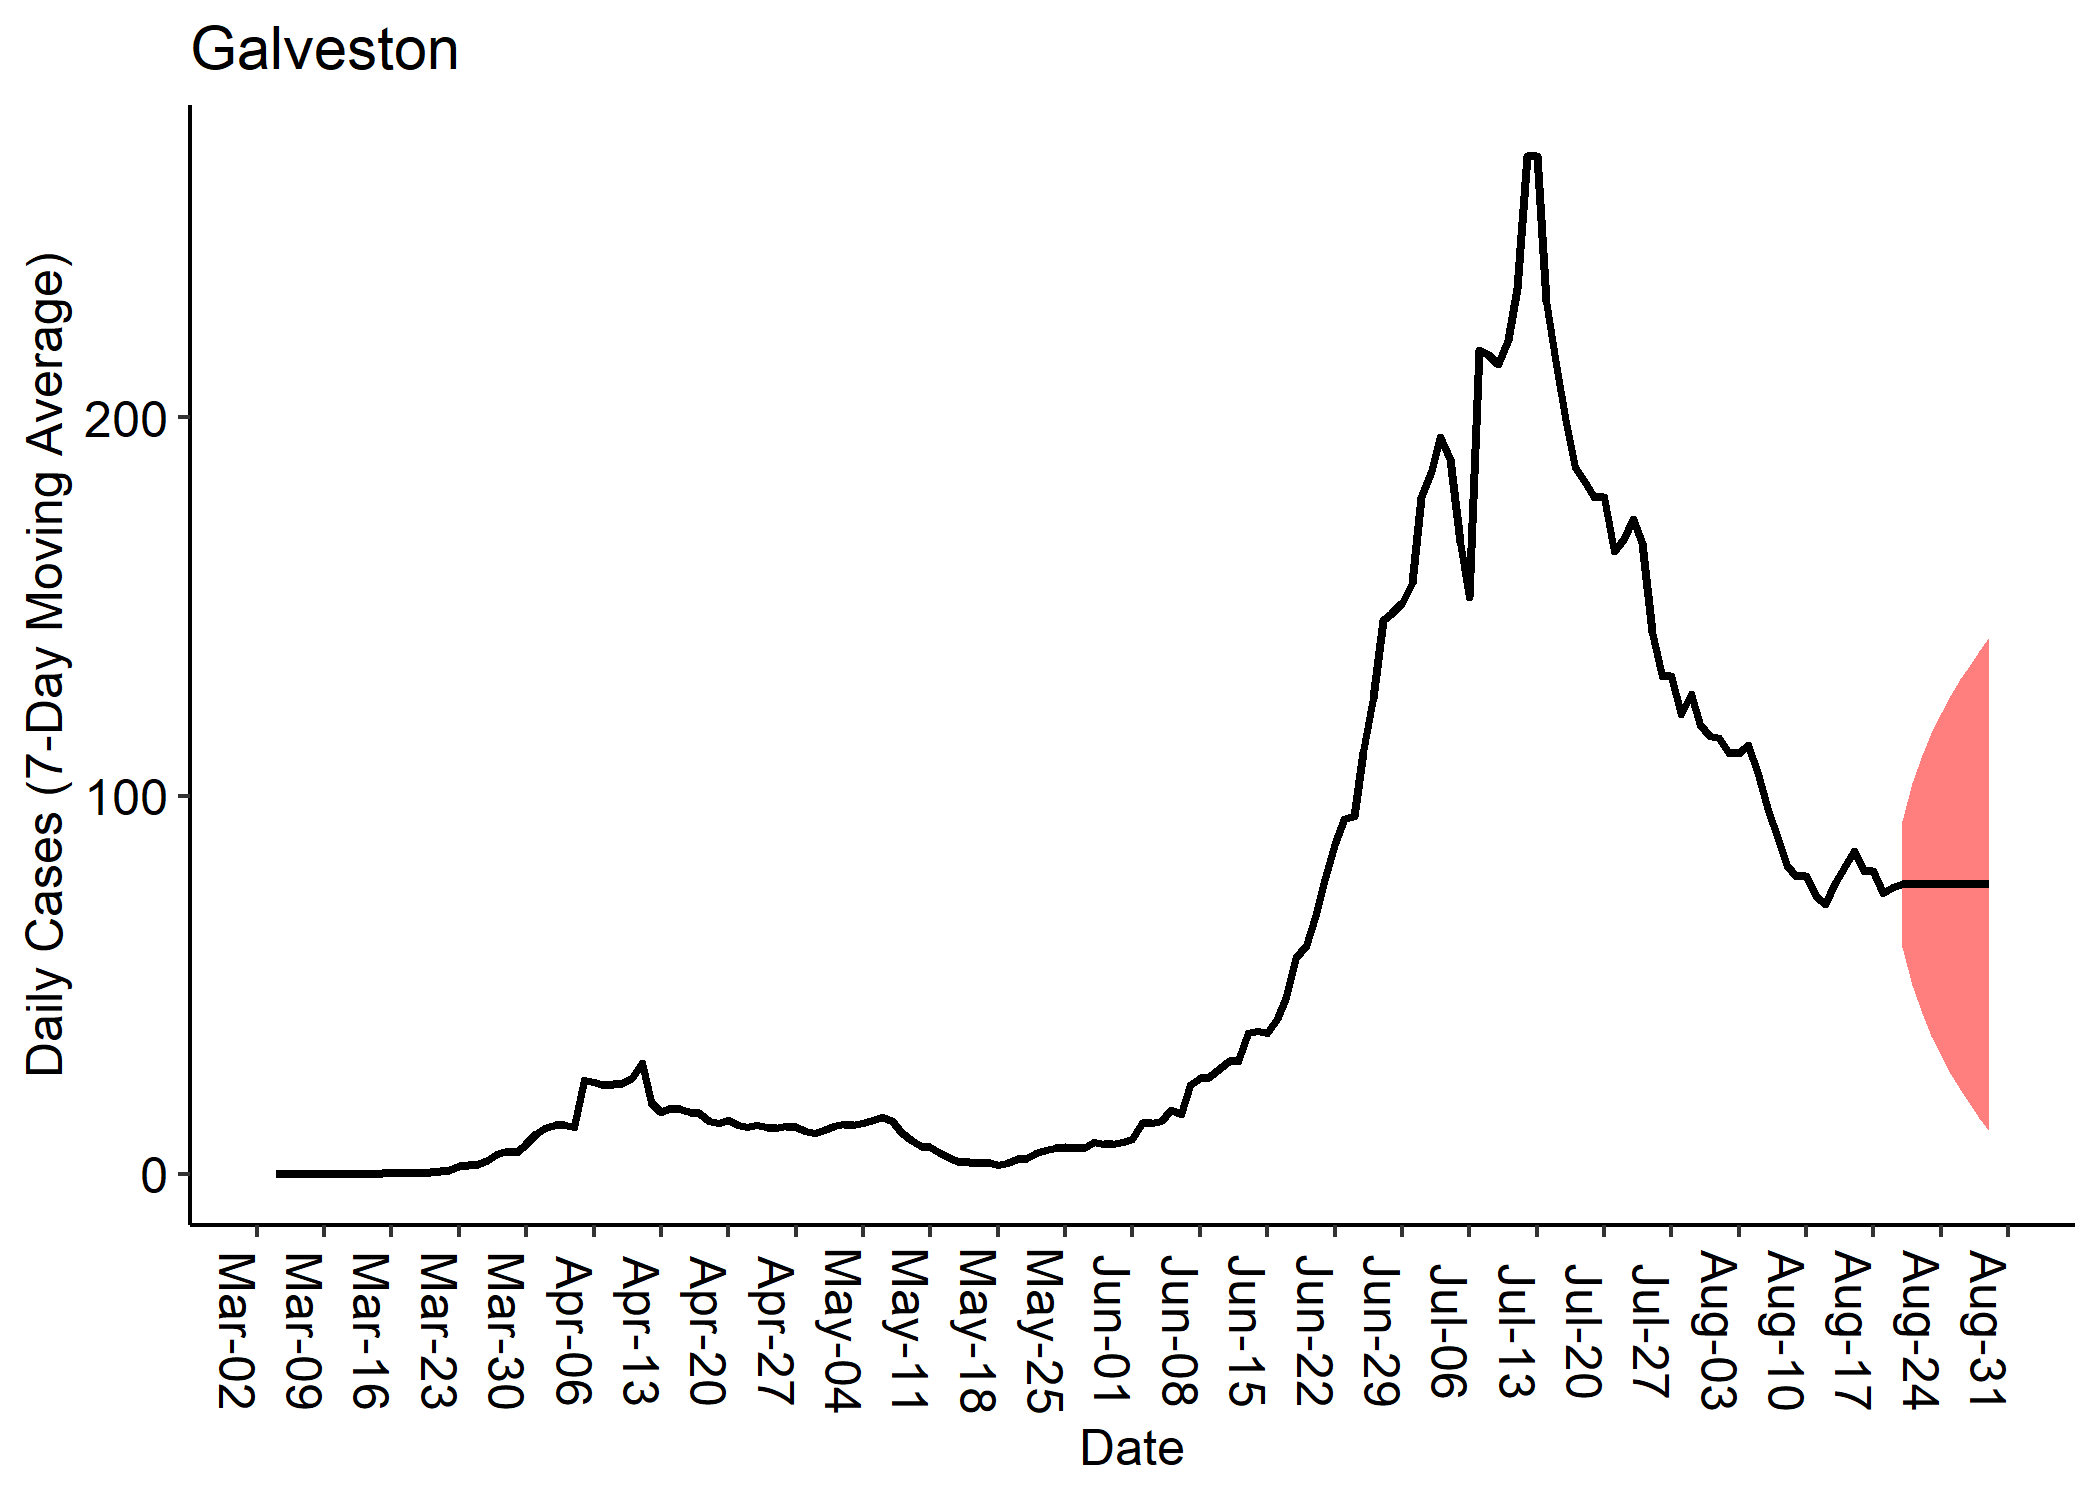 Galveston
Daily Cases (7-Day Moving Average)
200
100
0
Mar-02
Mar-09
Mar-16
Mar-23
Mar-30
Apr-06
Apr-13
Apr-20
Apr-27
May-04
May-11
May-18
May-25
Jun-01
Jun-08
Jun-15
Jun-22
Jun-29
Jul-06
Jul-13
Jul-20
Jul-27
Aug-03
Aug-10
Aug-17
Aug-24
Aug-31
Date